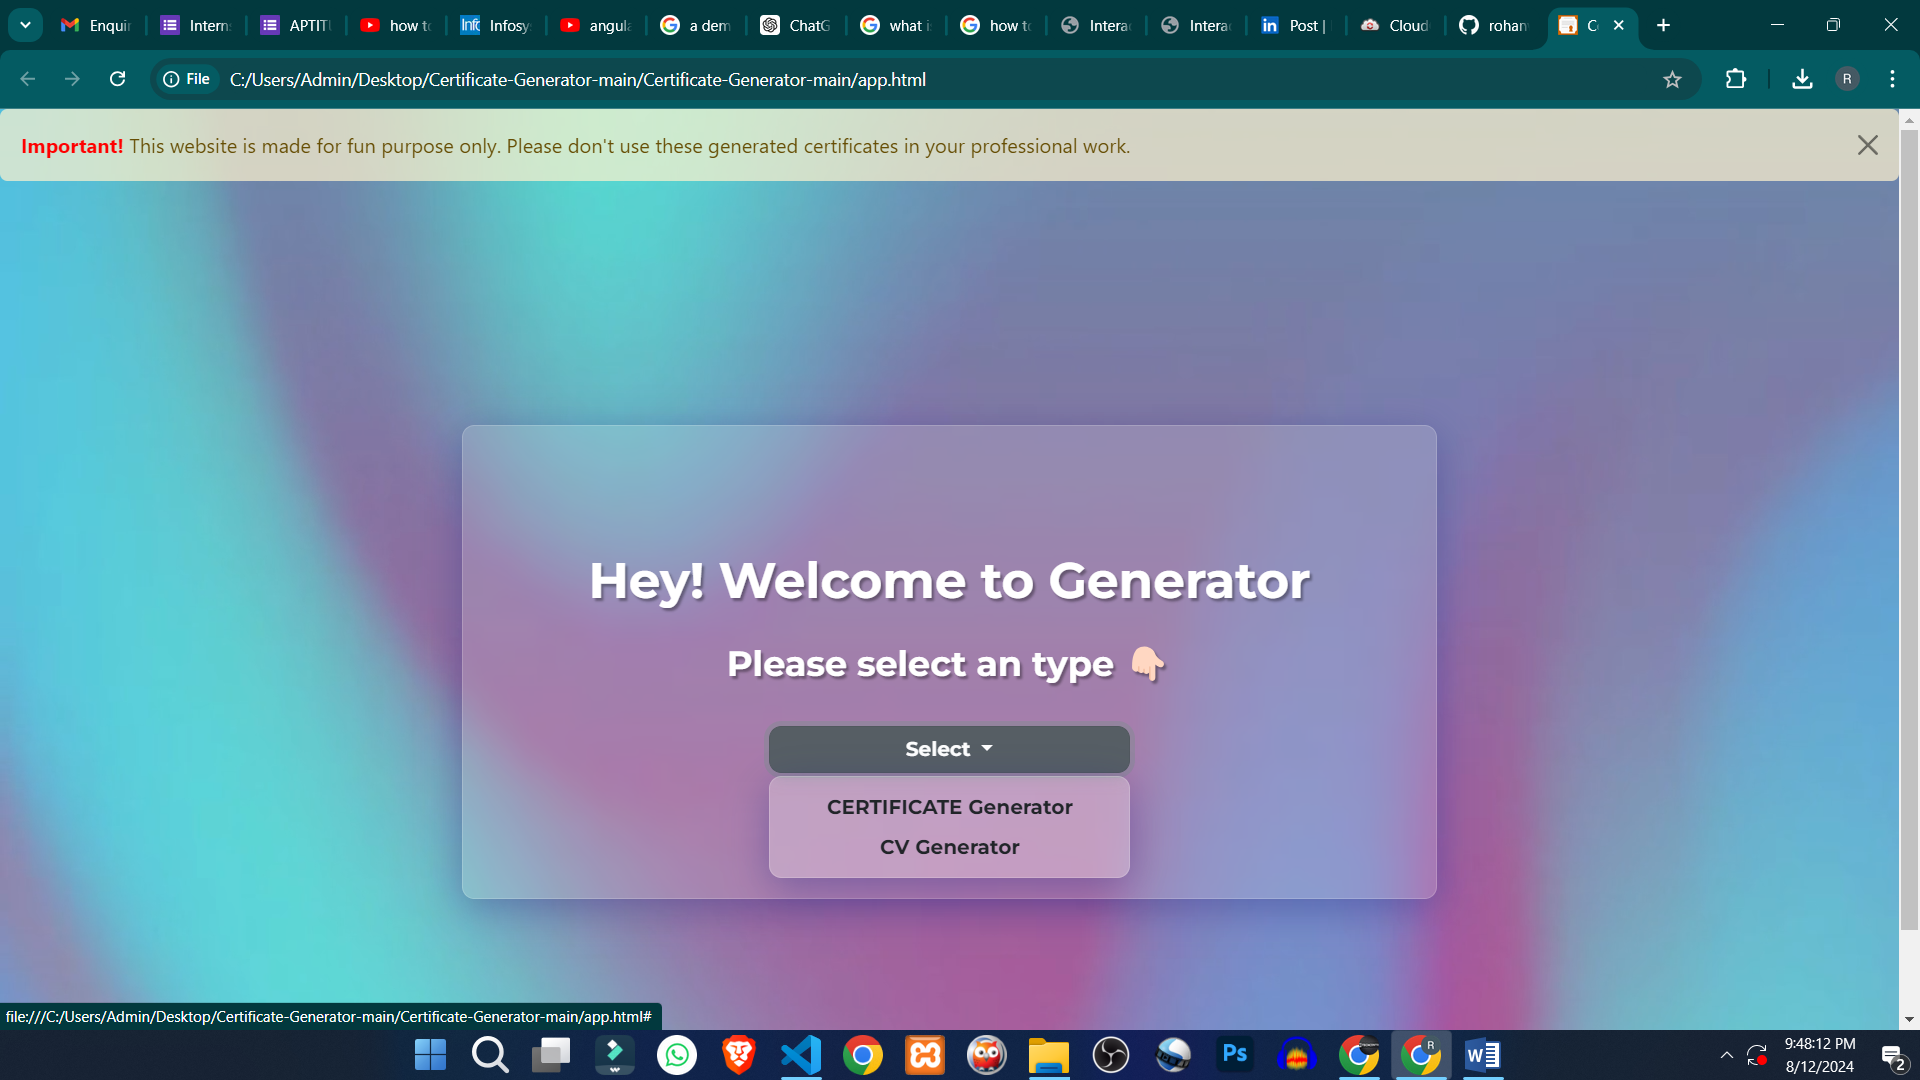 Enquir
Interns
APTITU
how to
Infosy
angula
a dem
ChatG
what i
how to
Intera
Intera
Post |
Cloud
rohan
File
C:/Users/Admin/Desktop/Certificate-Generator-main/Certificate-Generator-main/app.html
R
Important! This website is made for fun purpose only. Please don't use these generated certificates in your professional work.
Hey! Welcome to Generator
Please select an type 👇🏻
Select
CERTIFICATE Generator
CV Generator
file:///C:/Users/Admin/Desktop/Certificate-Generator-main/Certificate-Generator-main/app.html#
Ps
R
W
9:48:12 PM
8/12/2024
2